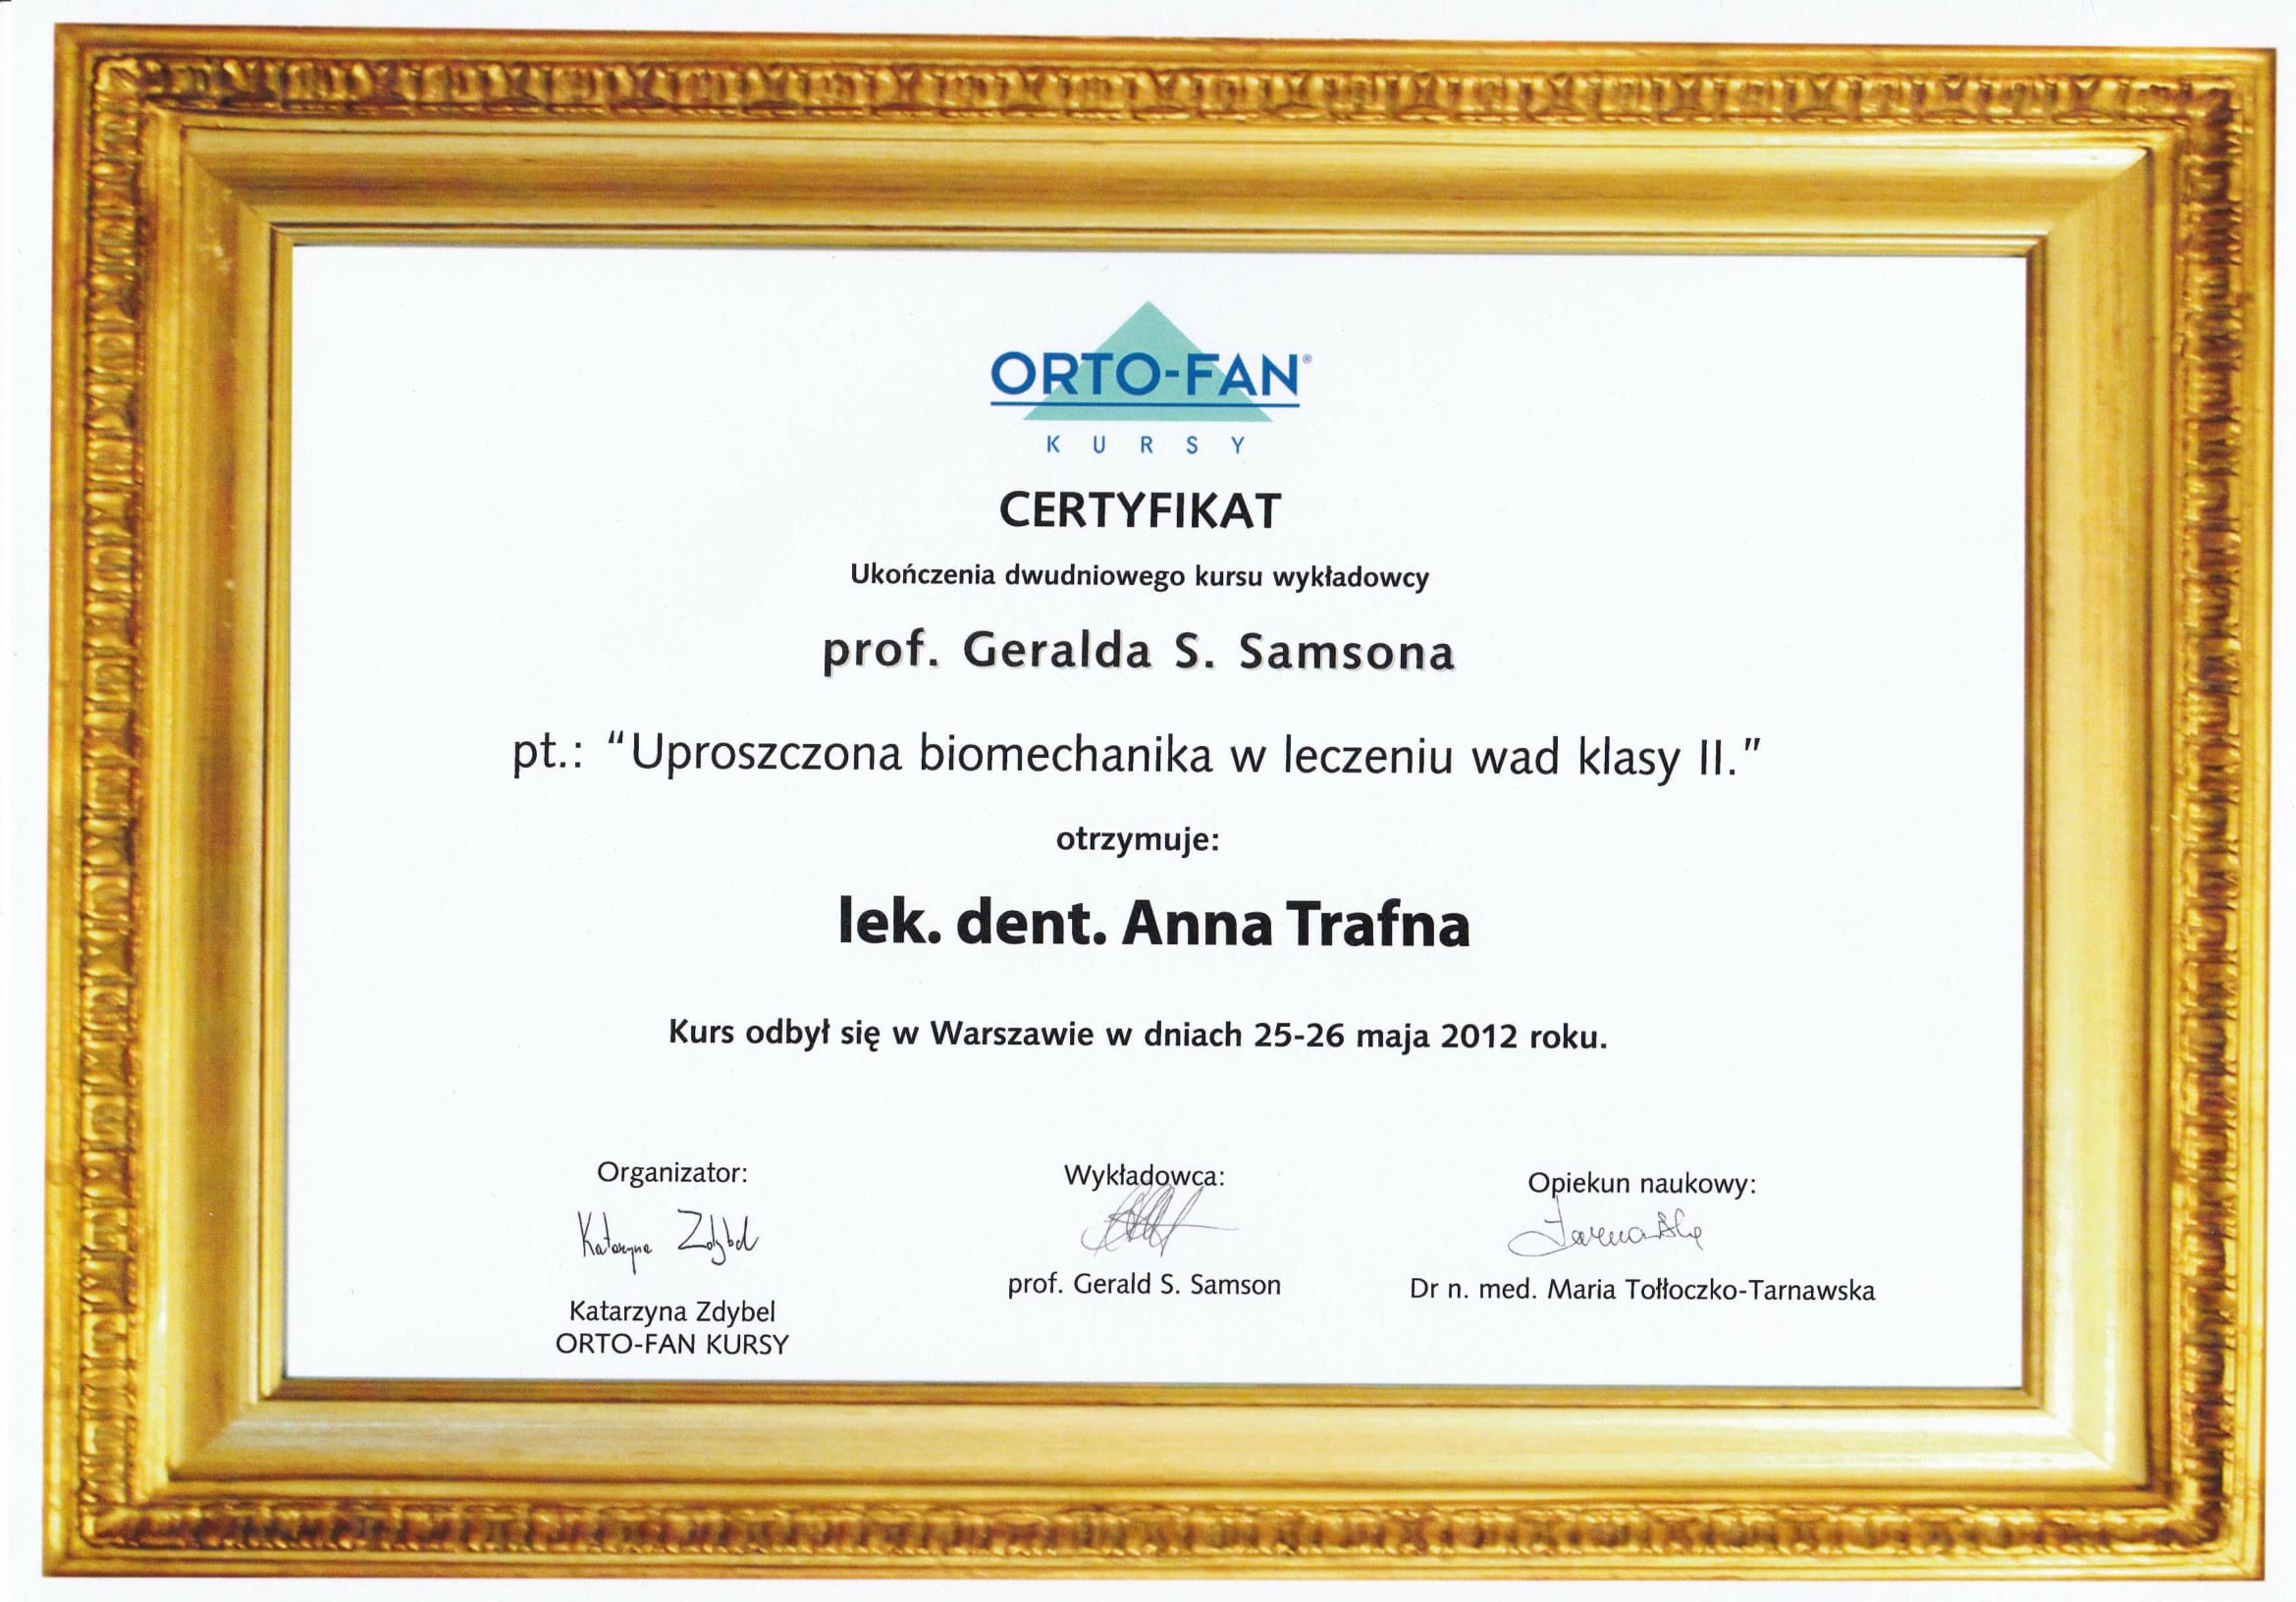 ORTO-FAN®
KURSY
CERTYFIKAT
Ukończenia dwudniowego kursu wykładowcy
prof. Geralda S. Samsona
pt.: “Uproszczona biomechanika w leczeniu wad klasy II.”
otrzymuje:
lek. dent. Anna Trafna
Kurs odbył się w Warszawie w dniach 25-26 maja 2012 roku.
Organizator:
Wykładowca:
Opiekun naukowy:
Katarzyna Zdybel
prof. Gerald S. Samson
Dr n. med. Maria Tołłoczko-Tarnawska
Katarzyna Zdybel
ORTO-FAN KURSY